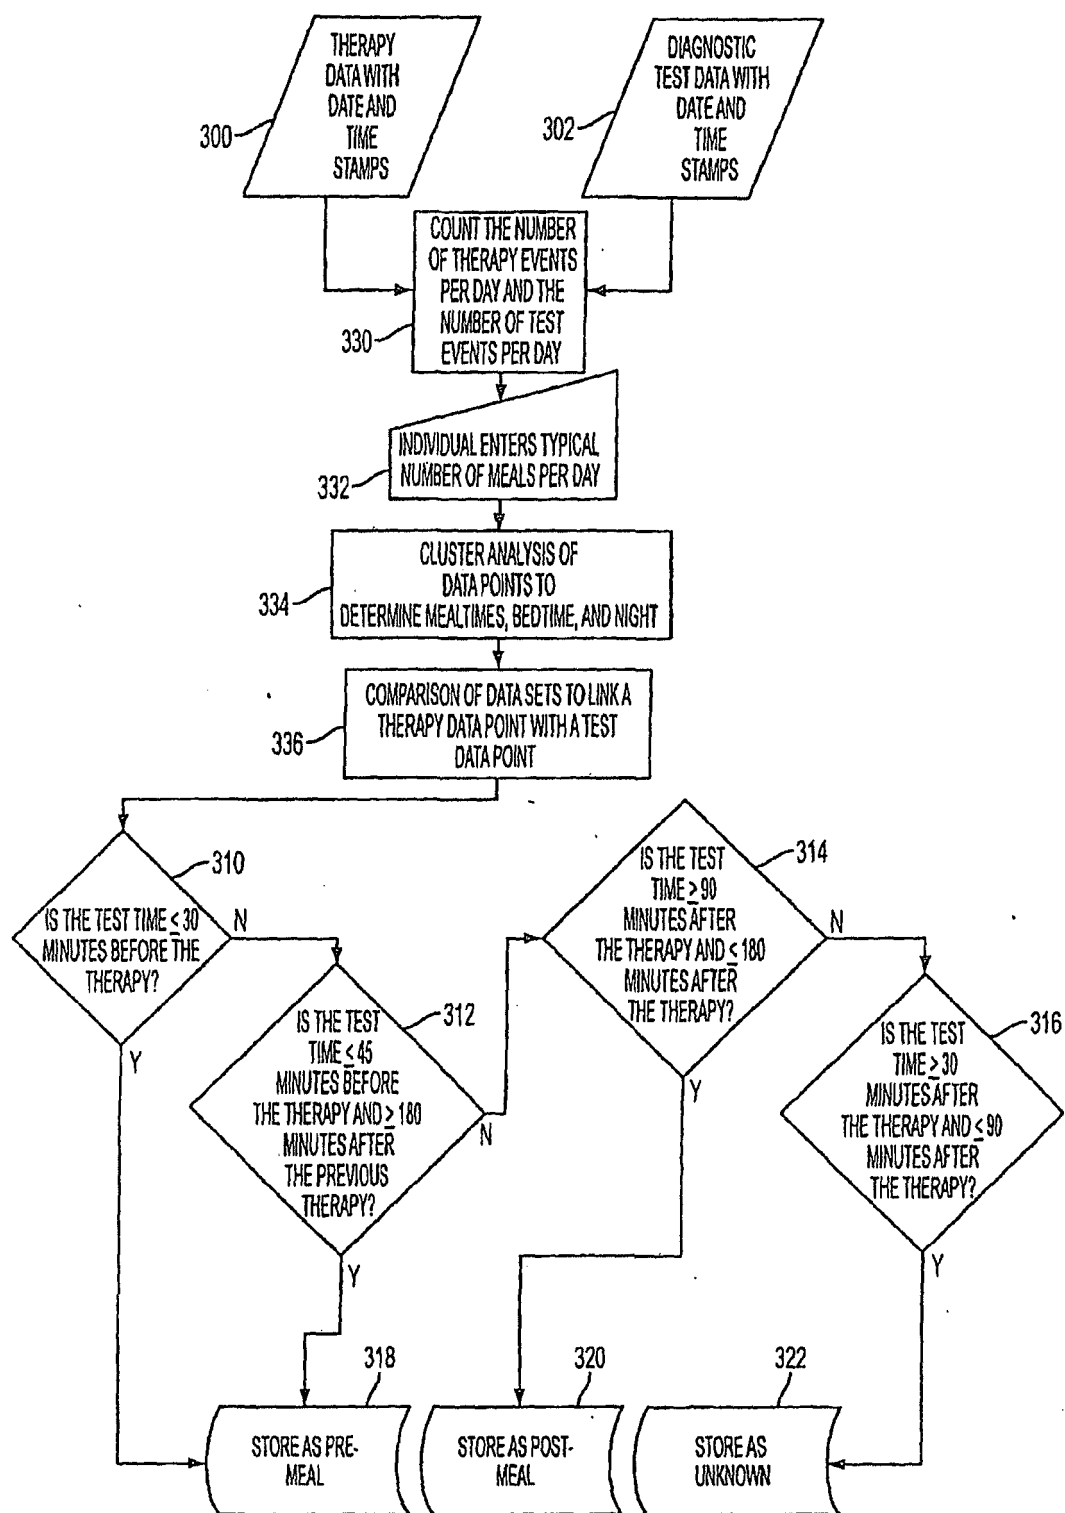 THERAPY
DATA WITH
DATE AND
TIME
STAMPS
300
DIAGNOSTIC
TEST DATA WITH
DATE AND
TIME
STAMPS
302
COUNT THE NUMBER
OF THERAPY EVENTS
PER DAY AND THE
NUMBER OF TEST
EVENTS PER DAY
330
INDIVIDUAL ENTERS TYPICAL
NUMBER OF MEALS PER DAY
332
CLUSTER ANALYSIS OF
DATA POINTS TO
DETERMINE MEALTIMES, BEDTIME, AND NIGHT
334
COMPARISON OF DATA SETS TO LINK A
THERAPY DATA POINT WITH A TEST
DATA POINT
336
310
IS THE TEST TIME ≤ 30
MINUTES BEFORE THE
THERAPY?
N
Y
312
IS THE TEST
TIME ≤ 45
MINUTES BEFORE
THE THERAPY AND ≥ 180
MINUTES AFTER
THE PREVIOUS
THERAPY?
N
Y
314
IS THE TEST
TIME ≥ 90
MINUTES AFTER
THE THERAPY AND ≤ 180
MINUTES AFTER
THE THERAPY?
N
Y
316
IS THE TEST
TIME ≥ 30
MINUTES AFTER
THE THERAPY AND ≤ 90
MINUTES AFTER
THE THERAPY?
Y
318
STORE AS PRE-
MEAL
320
STORE AS POST-
MEAL
322
STORE AS
UNKNOWN